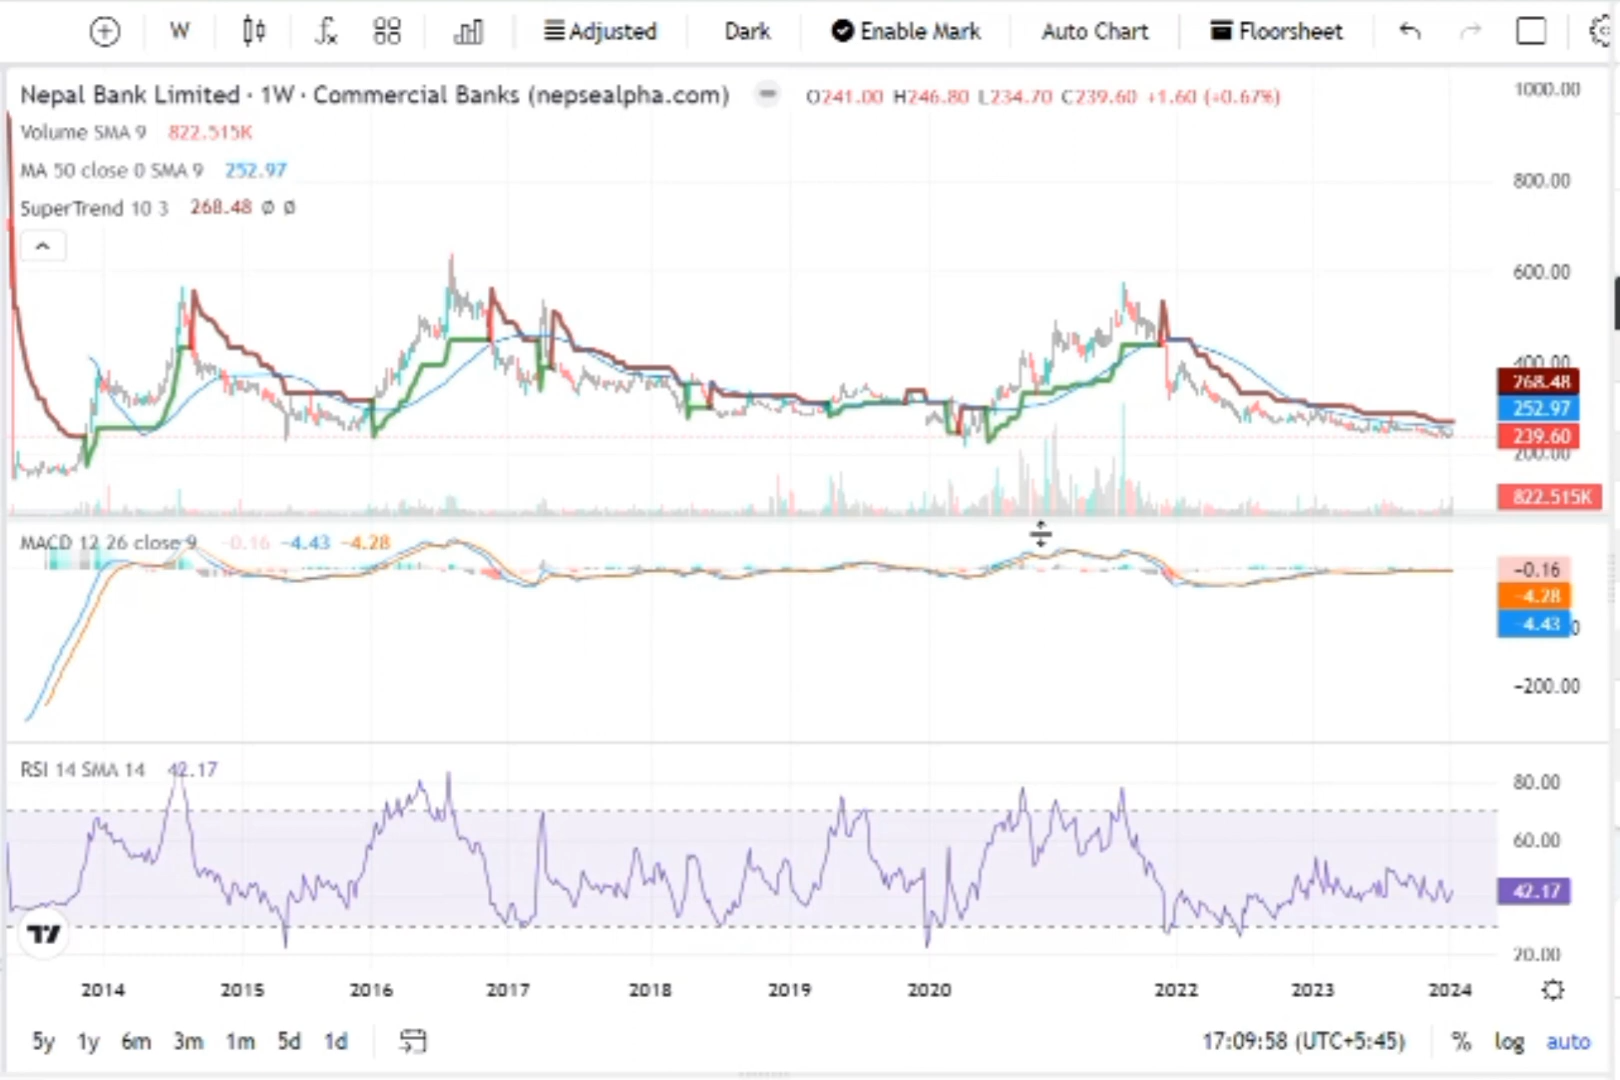 W Adjusted Dark Enable Mark Auto Chart Floorsheet
Nepal Bank Limited · 1W · Commercial Banks (nepsealpha.com) O241.00 H246.80 L234.70 C239.60 +1.60 (+0.67%)
Volume SMA 9 822.515K
MA 50 close 0 SMA 9 252.97
SuperTrend 10 3 268.48 ∅ ∅
1000.00
800.00
600.00
400.00
268.48
252.97
239.60
200.00
822.515K
MACD 12 26 close 9 -0.16 -4.43 -4.28
-0.16
-4.28
-4.43
-200.00
RSI 14 SMA 14 42.17
80.00
60.00
42.17
20.00
2014 2015 2016 2017 2018 2019 2020 2022 2023 2024
5y 1y 6m 3m 1m 5d 1d 17:09:58 (UTC+5:45) % log auto